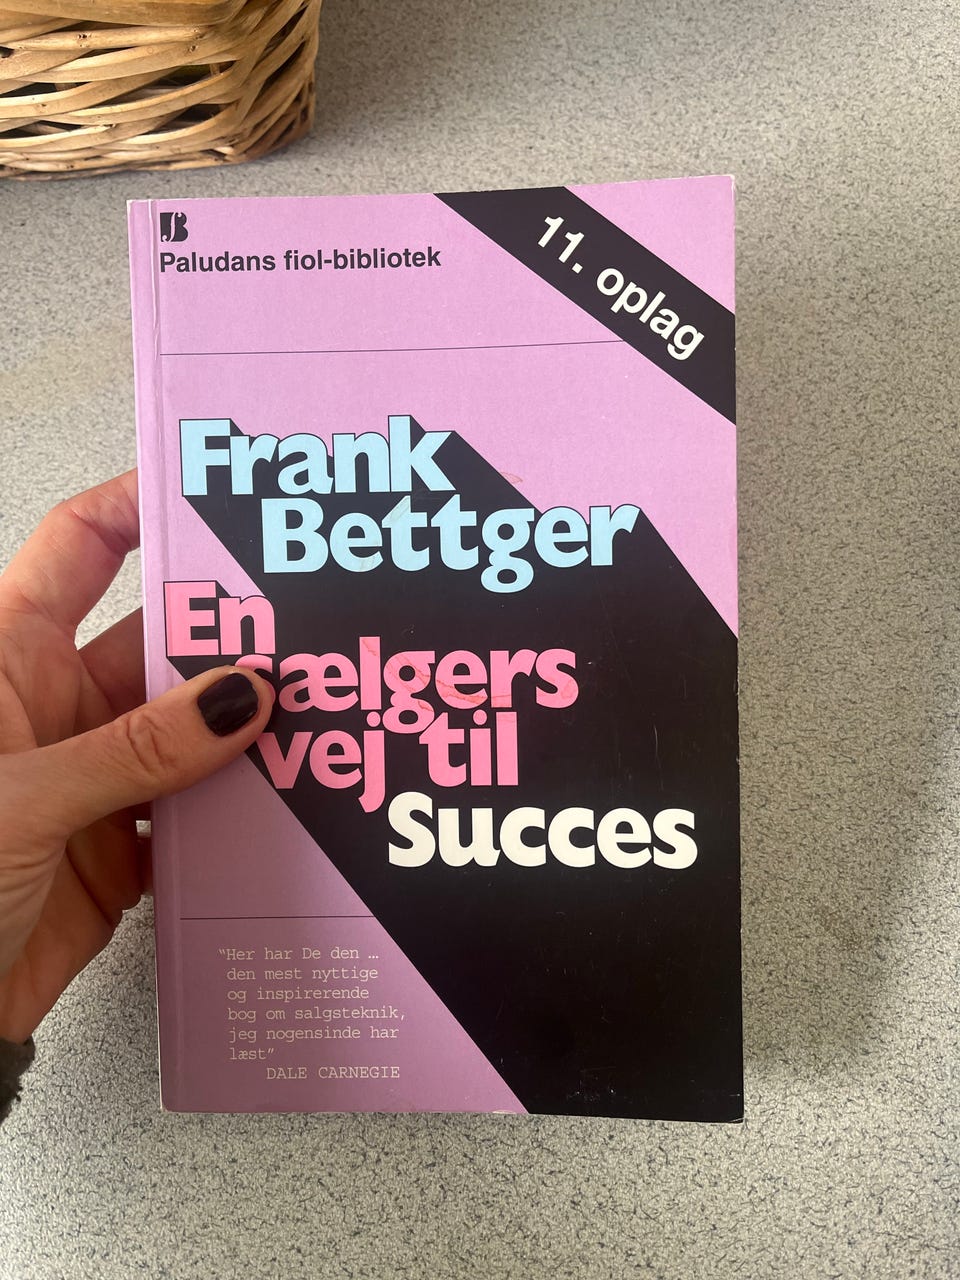 Paludans fiol-bibliotek
11. oplag
Frank
Bettger
En
sælgers
vej til
Succes
"Her har De den ...
den mest nyttige
og inspirerende
bog om salgsteknik,
jeg nogensinde har
læst"
DALE CARNEGIE